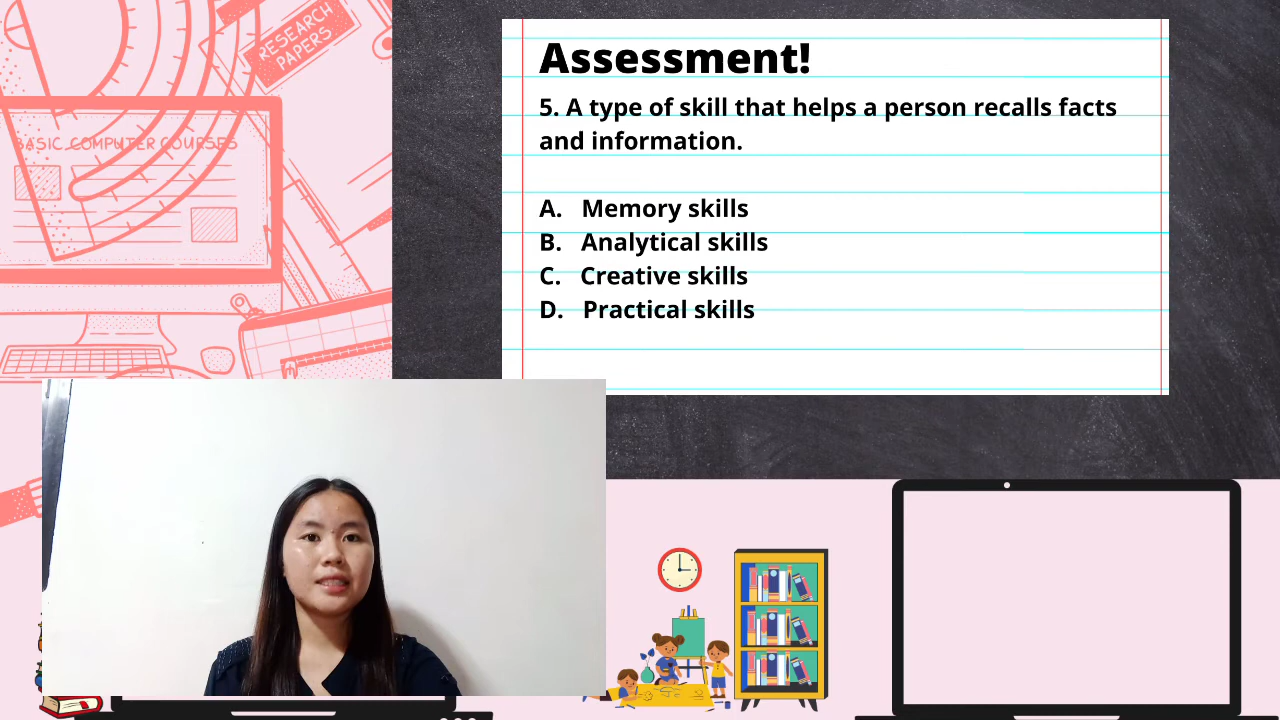 RESEARCH
PAPERS
BASIC COMPUTER COURSES
Assessment!
5. A type of skill that helps a person recalls facts
and information.
A. Memory skills
B. Analytical skills
C. Creative skills
D. Practical skills